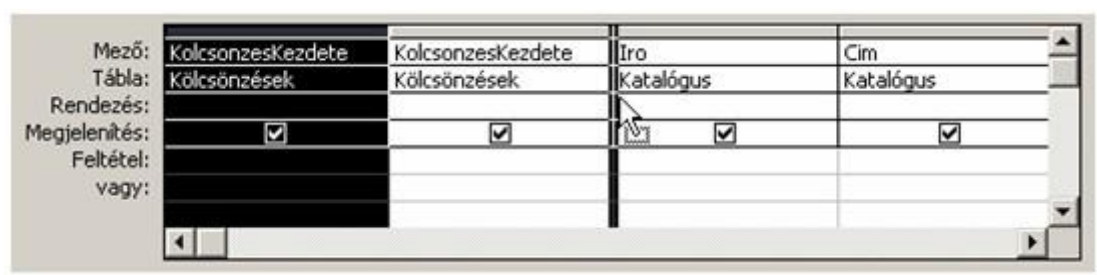 Mező: KolcsonzesKezdete KolcsonzesKezdete Iro Cim
Tábla: Kölcsönzések Kölcsönzések Katalógus Katalógus
Rendezés:
Megjelenítés:
Feltétel:
vagy: